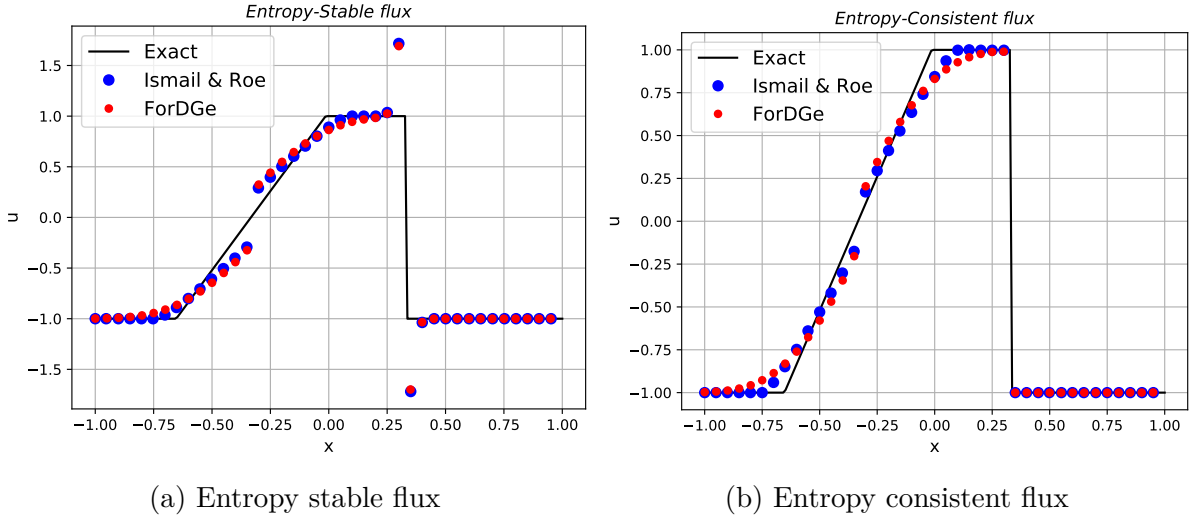 Entropy-Stable flux
Exact
Ismail & Roe
ForDGe
1.5
1.0
0.5
0.0
−0.5
−1.0
−1.5
u
−1.00 −0.75 −0.50 −0.25 0.00 0.25 0.50 0.75 1.00
x
(a) Entropy stable flux
Entropy-Consistent flux
Exact
Ismail & Roe
ForDGe
1.00
0.75
0.50
0.25
0.00
−0.25
−0.50
−0.75
−1.00
u
−1.00 −0.75 −0.50 −0.25 0.00 0.25 0.50 0.75 1.00
x
(b) Entropy consistent flux